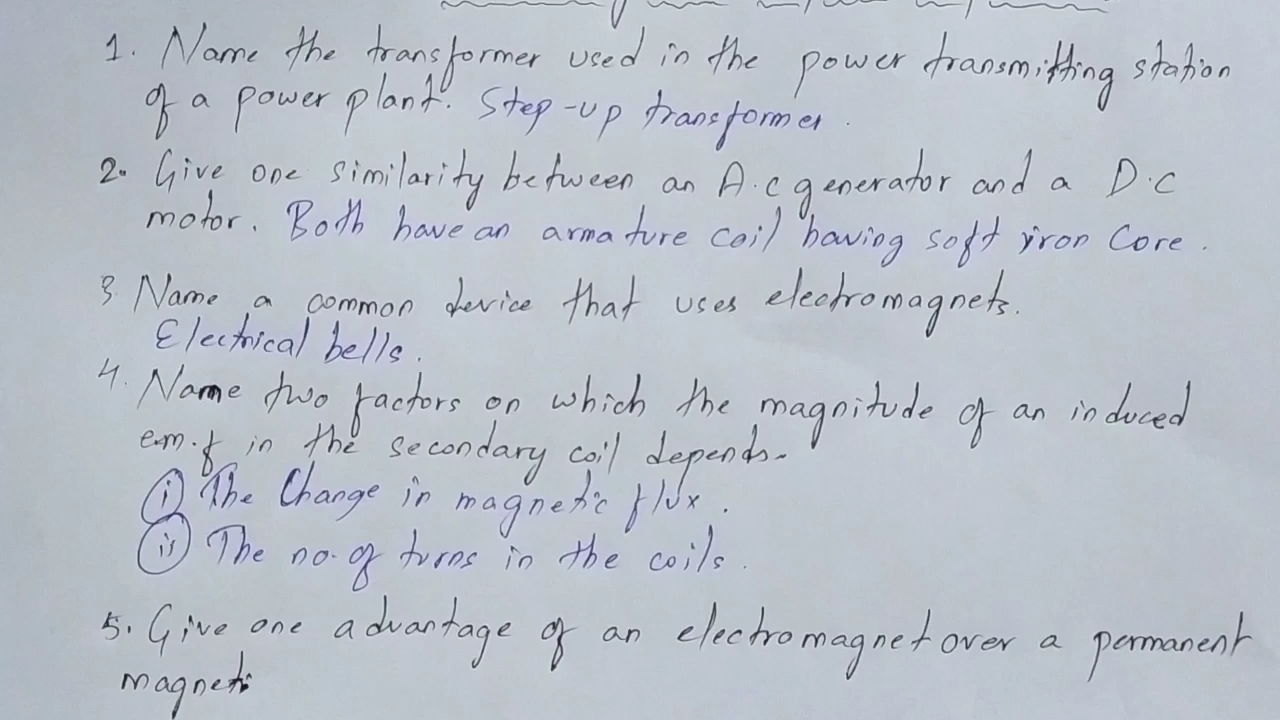 1. Name the transformer used in the power transmitting station
of a power plant. Step-up transformer.
2. Give one similarity between an A.c generator and a D.c
motor. Both have an armature coil having soft iron Core.
3 Name a common device that uses electromagnets.
Electrical bells.
4. Name two factors on which the magnitude of an induced
e.m.f in the secondary coil depends.
(i) The Change in magnetic flux.
(ii) The no. of turns in the coils.
5. Give one advantage of an electromagnet over a permanent
magnet.